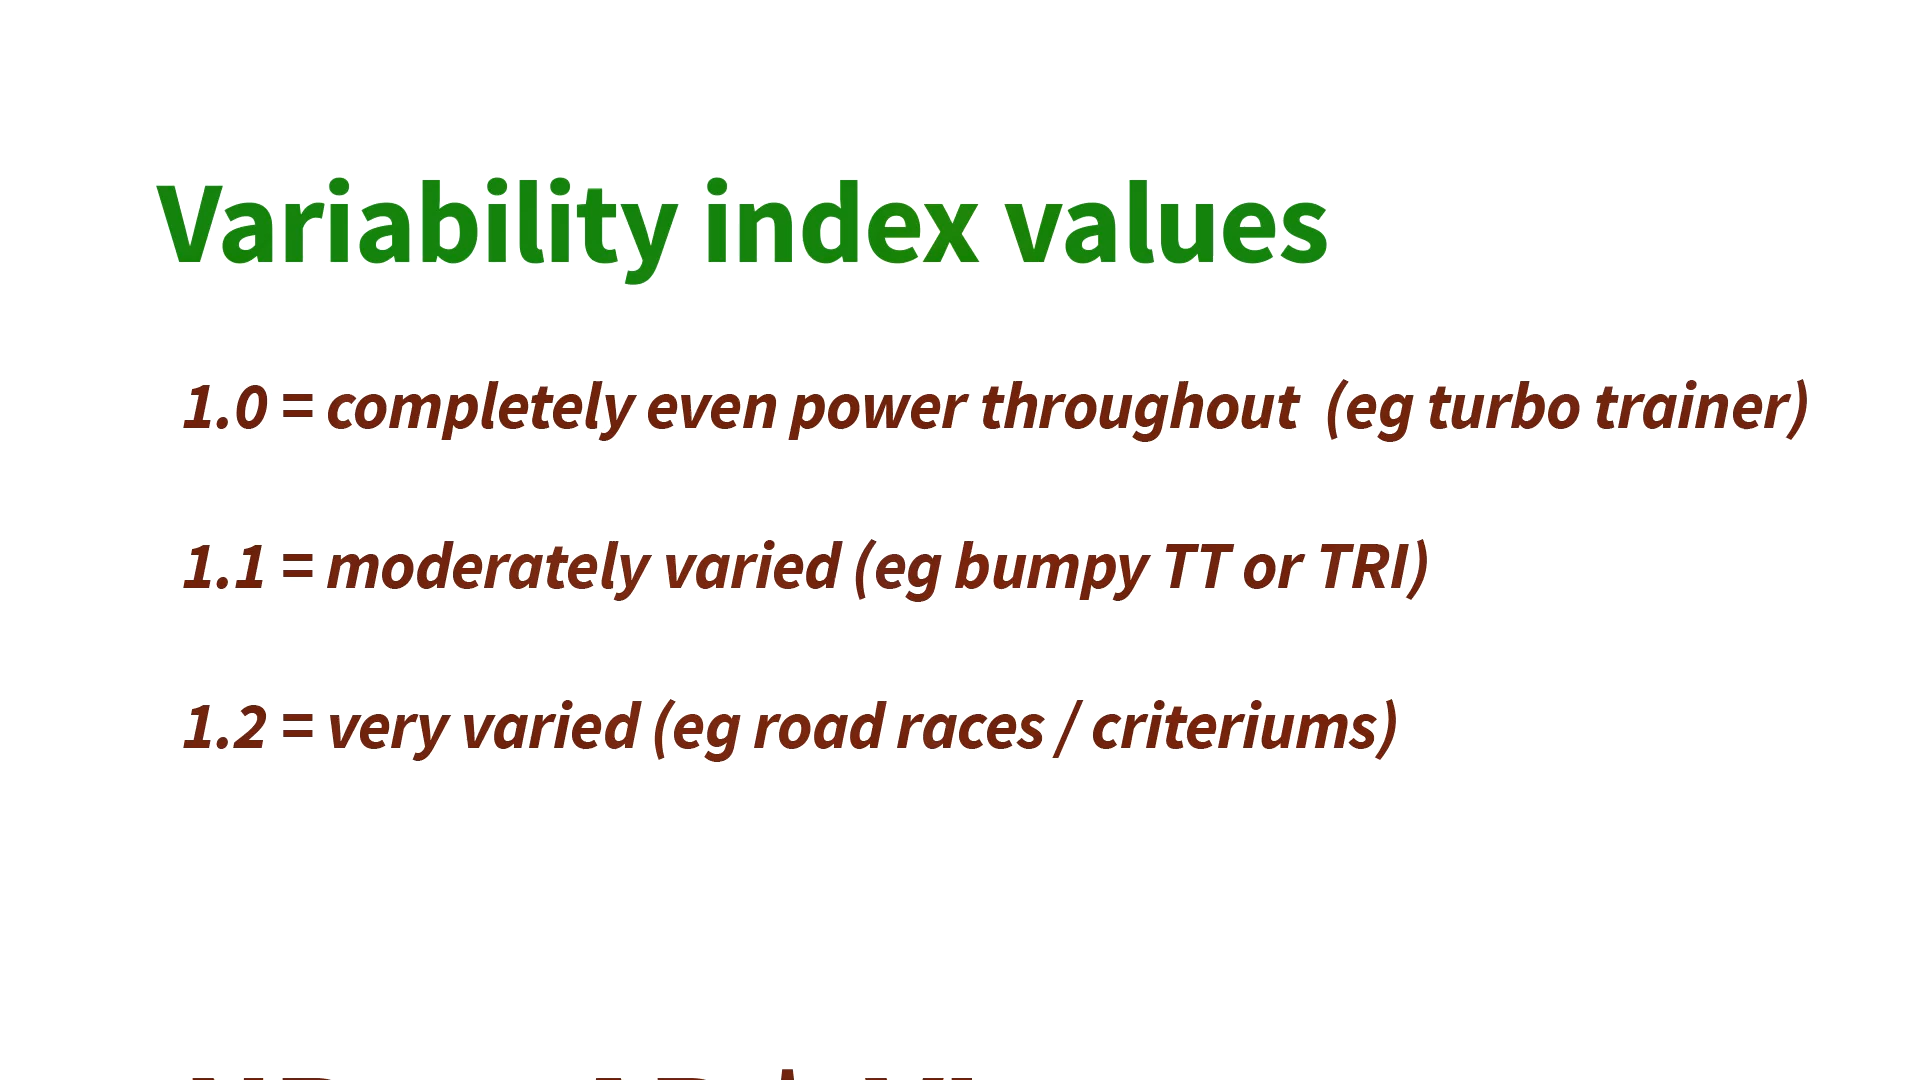 Variability index values
1.0 = completely even power throughout (eg turbo trainer)
1.1 = moderately varied (eg bumpy TT or TRI)
1.2 = very varied (eg road races / criteriums)